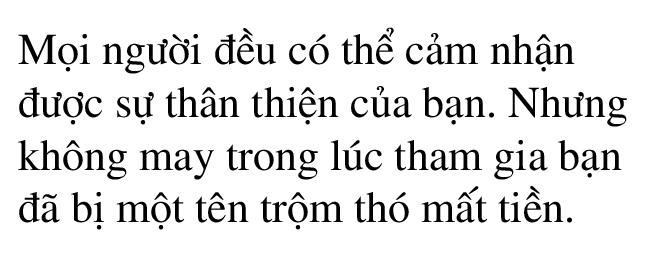 Mọi người đều có thể cảm nhận
được sự thân thiện của bạn. Nhưng
không may trong lúc tham gia bạn
đã bị một tên trộm thó mất tiền.